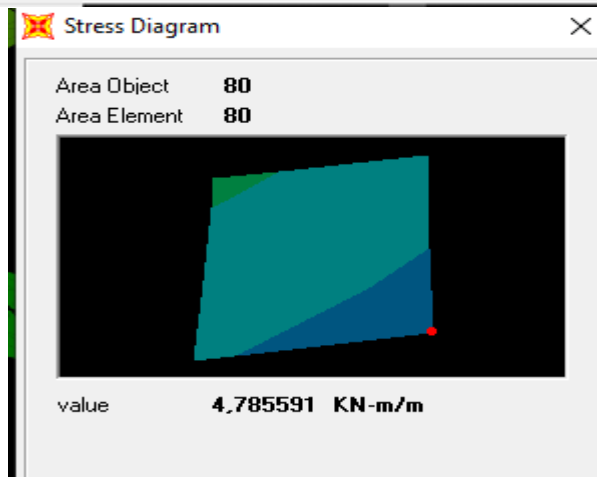 Stress Diagram
Area Object 80
Area Element 80
value 4,785591 KN-m/m